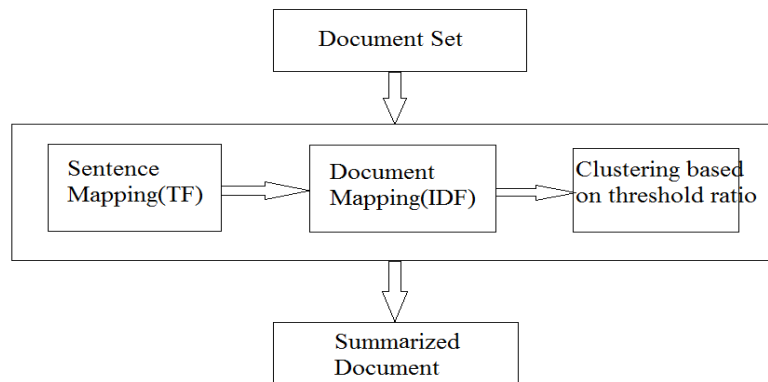 Document Set
Sentence
Mapping(TF)
Document
Mapping(IDF)
Clustering based
on threshold ratio
Summarized
Document